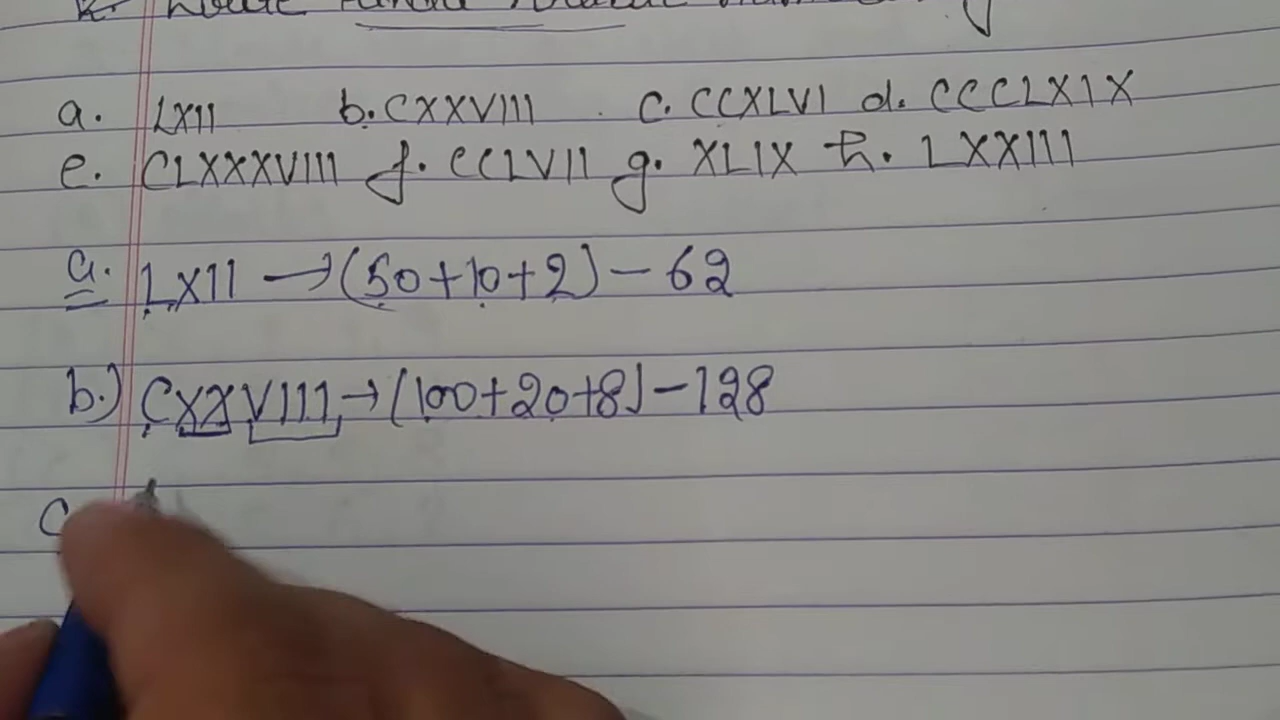 a. LXII b. CXXVIII c. CCXLVI d. CCCLXIX
e. CLXXXVIII f. CCLVII g. XLIX h. LXXIII
a. LXII → (50+10+2) - 62
b.) CXXVIII → (100+20+8) - 128
C